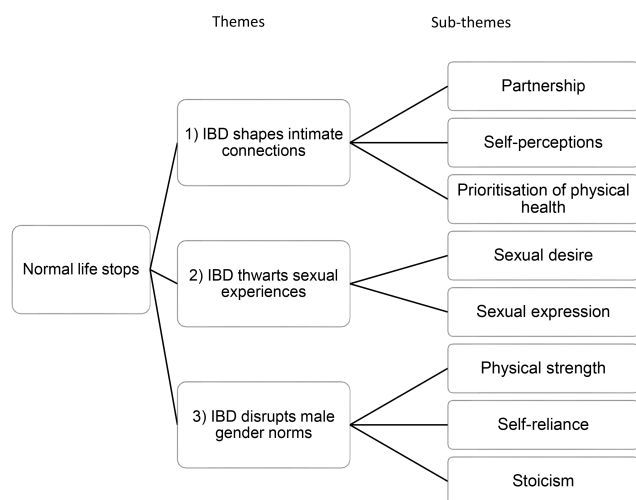 Themes
Sub-themes
Normal life stops
1) IBD shapes intimate
connections
Partnership
Self-perceptions
Prioritisation of physical
health
2) IBD thwarts sexual
experiences
Sexual desire
Sexual expression
3) IBD disrupts male
gender norms
Physical strength
Self-reliance
Stoicism